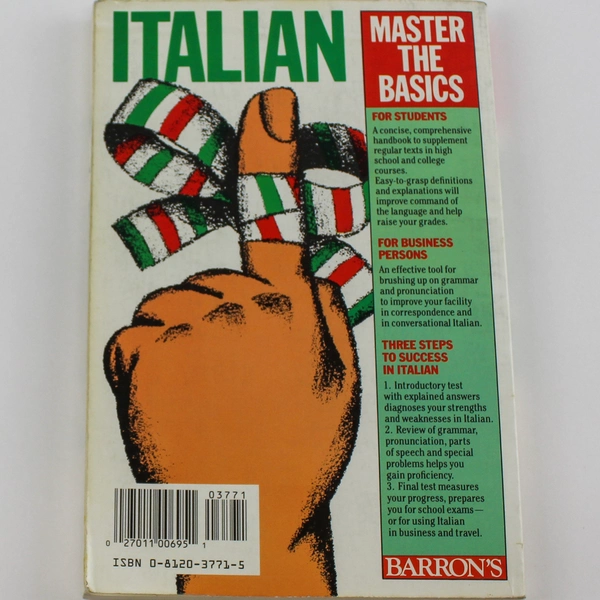 ITALIAN
MASTER
THE
BASICS
FOR STUDENTS
A concise, comprehensive
handbook to supplement
regular texts in high
school and college
courses.
Easy-to-grasp definitions
and explanations will
improve command of
the language and help
raise your grades.
FOR BUSINESS
PERSONS
An effective tool for
brushing up on grammar
and pronunciation
to improve your facility
in correspondence and
in conversational Italian.
THREE STEPS
TO SUCCESS
IN ITALIAN
1. Introductory test
with explained answers
diagnoses your strengths
and weaknesses in Italian.
2. Review of grammar,
pronunciation, parts
of speech and special
problems helps you
gain proficiency.
3. Final test measures
your progress, prepares
you for school exams—
or for using Italian
in business and travel.
BARRON'S
03771
0 27011 00695 1
ISBN 0-8120-3771-5